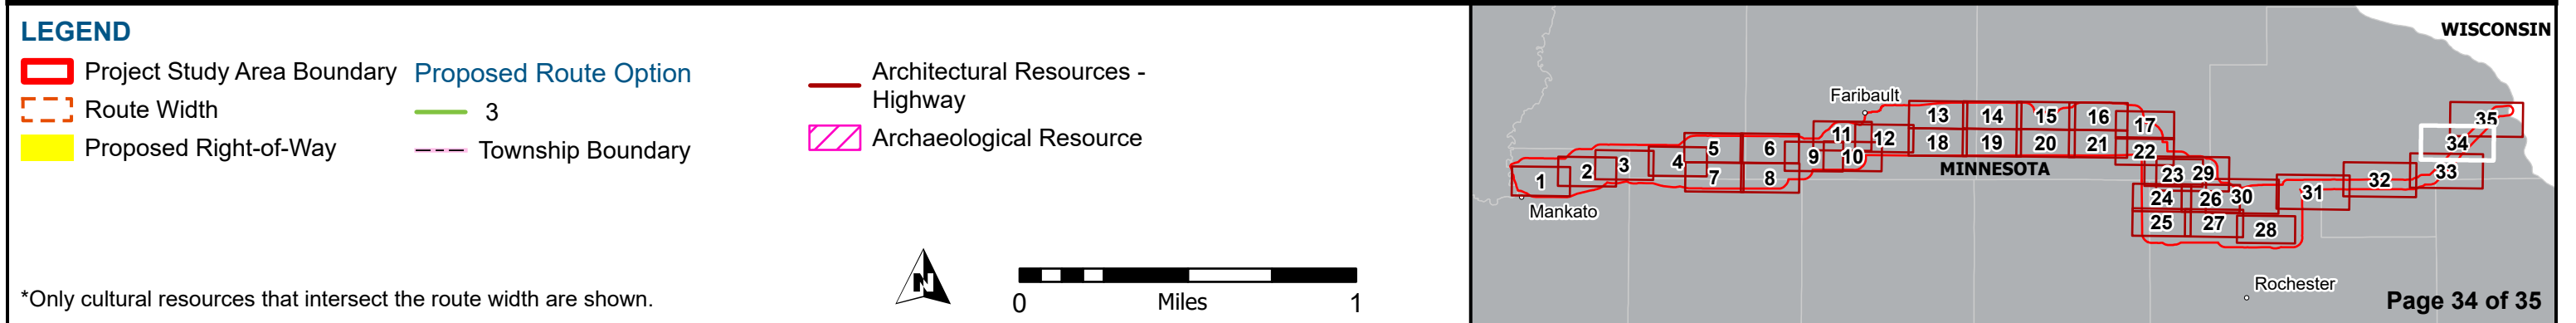 LEGEND
Project Study Area Boundary
Route Width
Proposed Right-of-Way
Proposed Route Option
3
Township Boundary
Architectural Resources -
Highway
Archaeological Resource
*Only cultural resources that intersect the route width are shown.
N
0 Miles 1
WISCONSIN
Faribault
13 14 15 16 17
35
11 12
5 6
18 19 20 21 22
34
9 10
4
3
2
1
7 8
MINNESOTA
23 29
33
32
31
24 26 30
Mankato
25 27 28
Rochester
Page 34 of 35